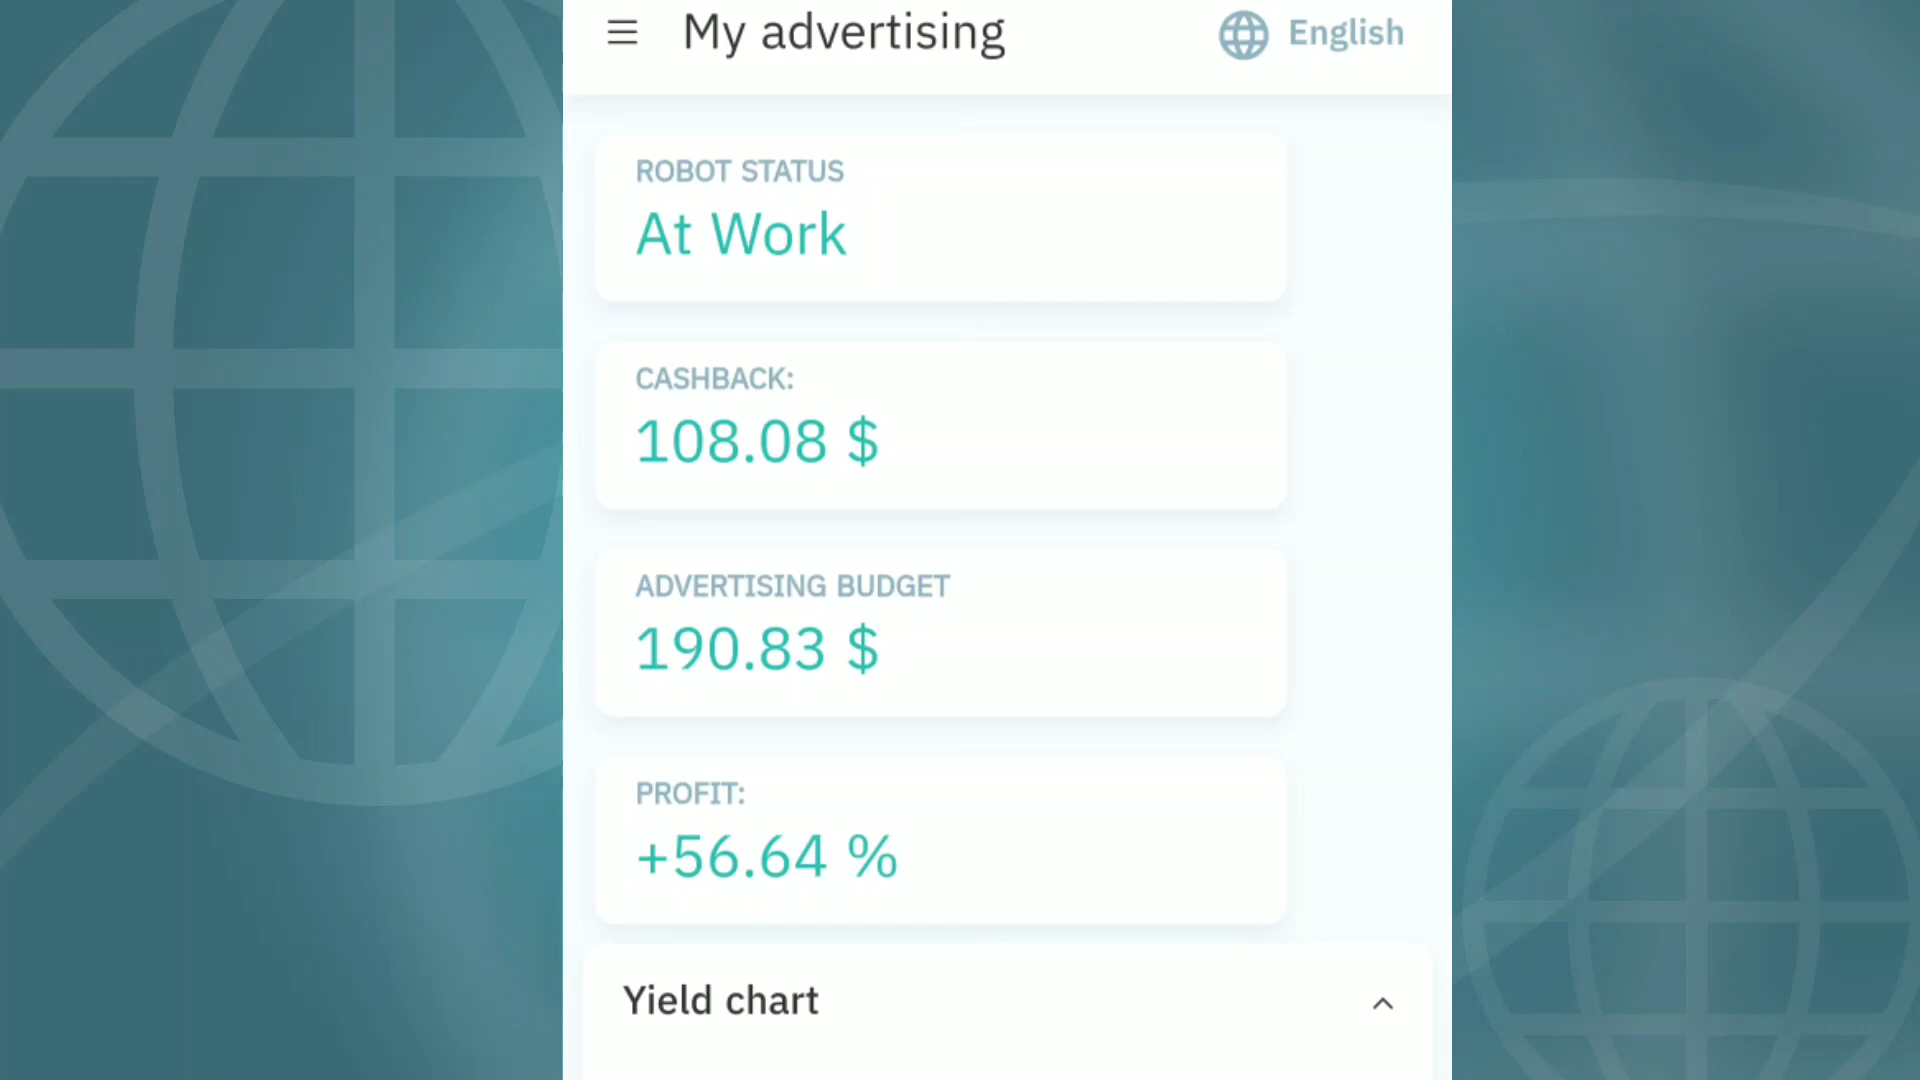 My advertising
English
ROBOT STATUS
At Work
CASHBACK:
108.08 $
ADVERTISING BUDGET
190.83 $
PROFIT:
+56.64 %
Yield chart